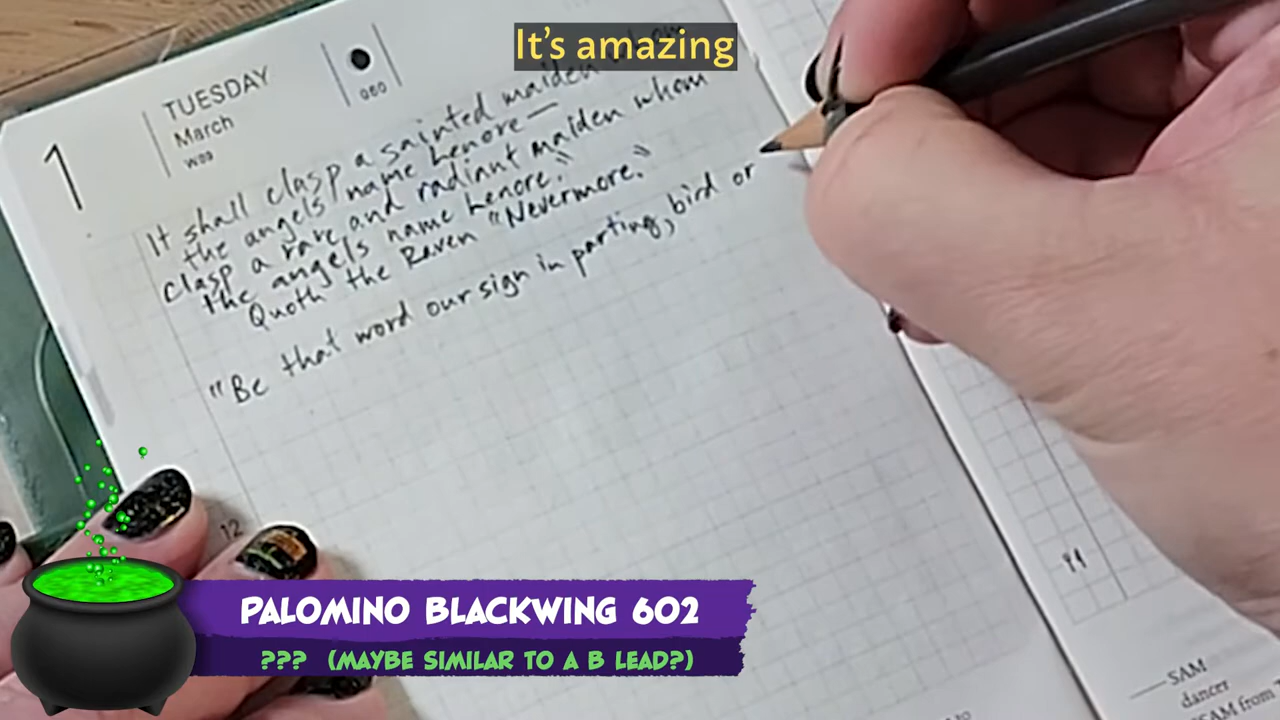 It's amazing
TUESDAY
March
W09
060
1
It shall clasp a sainted maiden whom
the angels name Lenore—
clasp a rare and radiant maiden whom
the angels name Lenore."
Quoth the Raven "Nevermore."
"Be that word our sign in parting, bird or
12
PALOMINO BLACKWING 602
??? (MAYBE SIMILAR TO A B LEAD?)
— SAM
dancer
SAM from